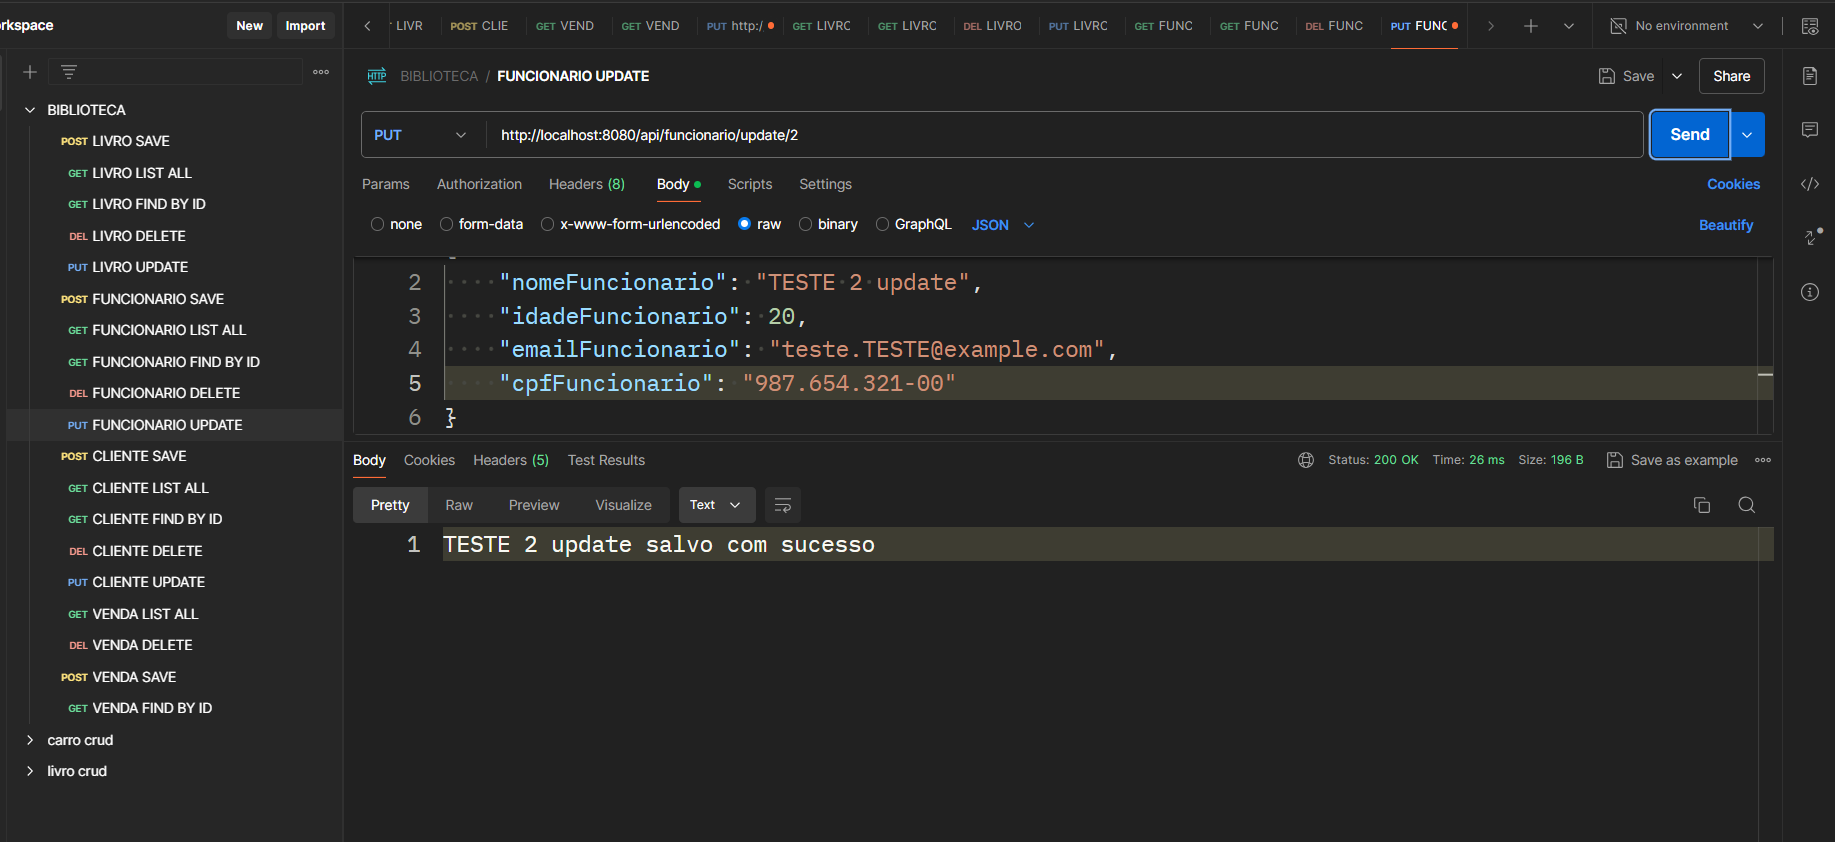 rkspace
New
Import
LIVR
POST CLIE
GET VEND
GET VEND
PUT http:/
GET LIVRC
GET LIVRC
DEL LIVRO
PUT LIVRC
GET FUNC
GET FUNC
DEL FUNC
PUT FUNC
No environment
BIBLIOTECA / FUNCIONARIO UPDATE
Save
Share
BIBLIOTECA
POST LIVRO SAVE
GET LIVRO LIST ALL
GET LIVRO FIND BY ID
DEL LIVRO DELETE
PUT LIVRO UPDATE
POST FUNCIONARIO SAVE
GET FUNCIONARIO LIST ALL
GET FUNCIONARIO FIND BY ID
DEL FUNCIONARIO DELETE
PUT FUNCIONARIO UPDATE
POST CLIENTE SAVE
GET CLIENTE LIST ALL
GET CLIENTE FIND BY ID
DEL CLIENTE DELETE
PUT CLIENTE UPDATE
GET VENDA LIST ALL
DEL VENDA DELETE
POST VENDA SAVE
GET VENDA FIND BY ID
carro crud
livro crud
HTTP
PUT
http://localhost:8080/api/funcionario/update/2
Send
Params
Authorization
Headers (8)
Body
Scripts
Settings
Cookies
none
form-data
x-www-form-urlencoded
raw
binary
GraphQL
JSON
Beautify
2 "nomeFuncionario": "TESTE 2 update",
3 "idadeFuncionario": 20,
4 "emailFuncionario": "teste.TESTE@example.com",
5 "cpfFuncionario": "987.654.321-00"
6 }
Body
Cookies
Headers (5)
Test Results
Status: 200 OK
Time: 26 ms
Size: 196 B
Save as example
Pretty
Raw
Preview
Visualize
Text
1 TESTE 2 update salvo com sucesso